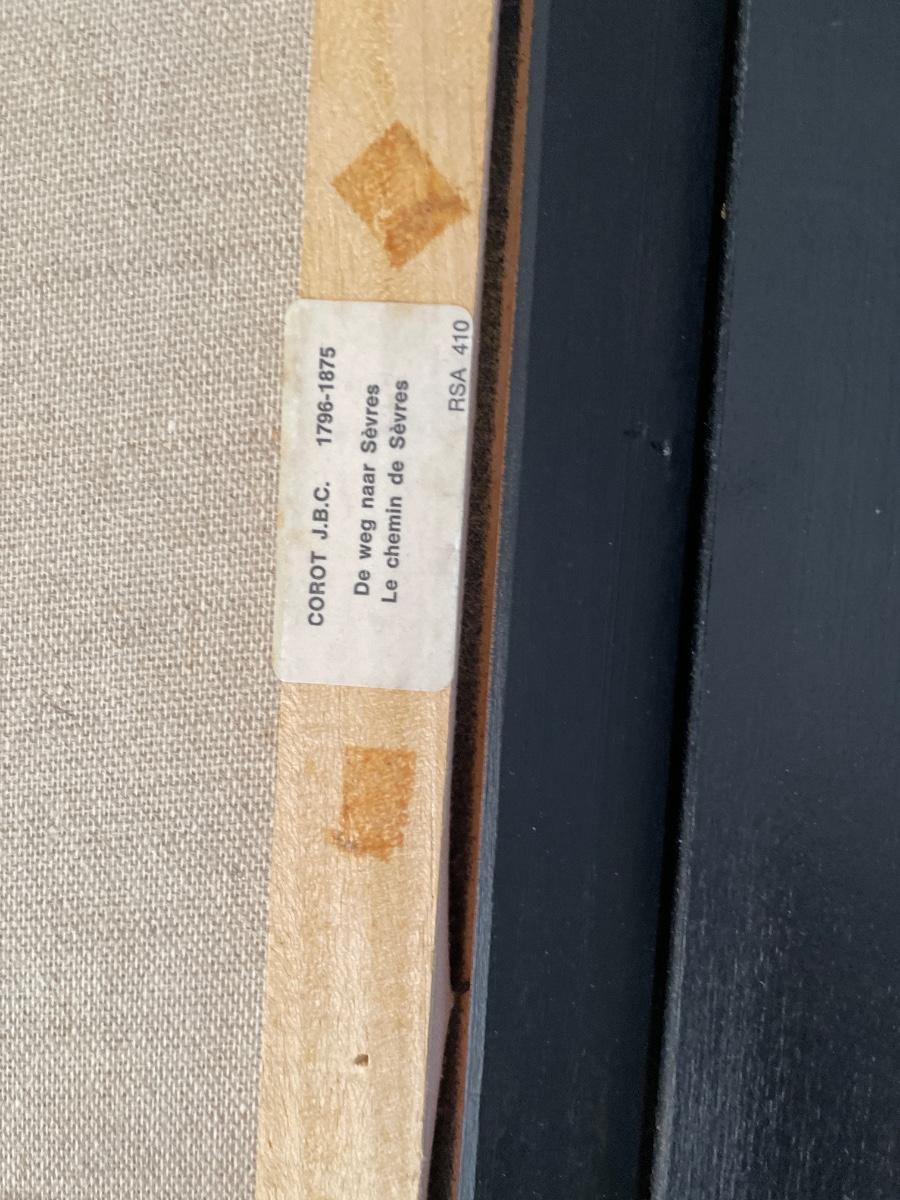 COROT J.B.C. 1796-1875
De weg naar Sèvres
Le chemin de Sèvres
RSA 410